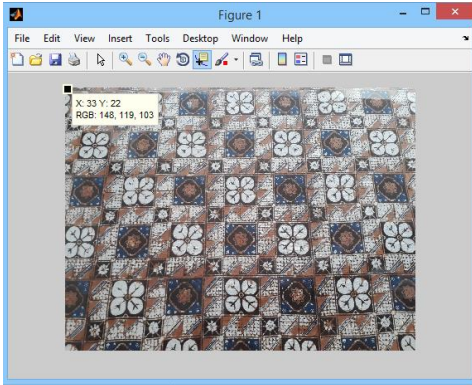 Figure 1
File Edit View Insert Tools Desktop Window Help
X: 33 Y: 22
RGB: 148, 119, 103